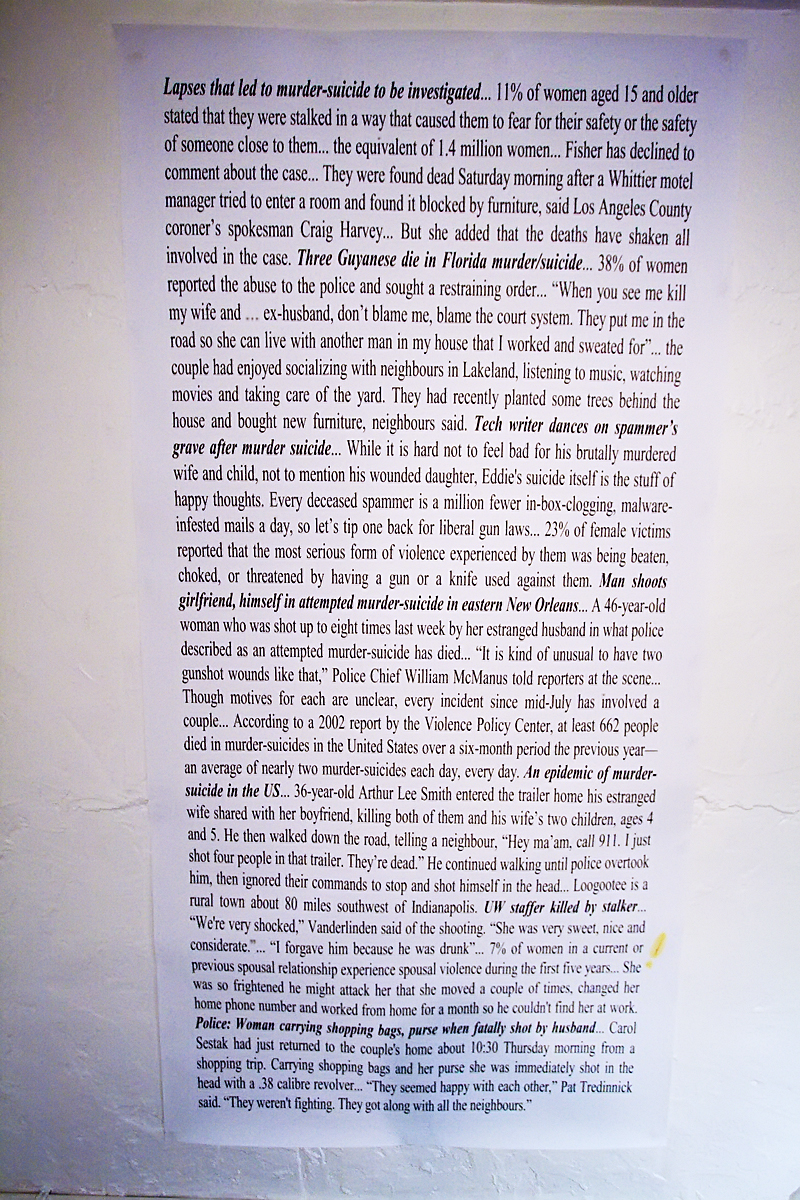 Lapses that led to murder-suicide to be investigated... 11% of women aged 15 and older
stated that they were stalked in a way that caused them to fear for their safety or the safety
of someone close to them... the equivalent of 1.4 million women... Fisher has declined to
comment about the case... They were found dead Saturday morning after a Whittier motel
manager tried to enter a room and found it blocked by furniture, said Los Angeles County
coroner's spokesman Craig Harvey... But she added that the deaths have shaken all
involved in the case. Three Guyanese die in Florida murder/suicide... 38% of women
reported the abuse to the police and sought a restraining order... “When you see me kill
my wife and ... ex-husband, don't blame me, blame the court system. They put me in the
road so she can live with another man in my house that I worked and sweated for”... the
couple had enjoyed socializing with neighbours in Lakeland, listening to music, watching
movies and taking care of the yard. They had recently planted some trees behind the
house and bought new furniture, neighbours said. Tech writer dances on spammer's
grave after murder suicide... While it is hard not to feel bad for his brutally murdered
wife and child, not to mention his wounded daughter, Eddie's suicide itself is the stuff of
happy thoughts. Every deceased spammer is a million fewer in-box-clogging, malware-
infested mails a day, so let's tip one back for liberal gun laws... 23% of female victims
reported that the most serious form of violence experienced by them was being beaten,
choked, or threatened by having a gun or a knife used against them. Man shoots
girlfriend, himself in attempted murder-suicide in eastern New Orleans... A 46-year-old
woman who was shot up to eight times last week by her estranged husband in what police
described as an attempted murder-suicide has died... “It is kind of unusual to have two
gunshot wounds like that,” Police Chief William McManus told reporters at the scene...
Though motives for each are unclear, every incident since mid-July has involved a
couple... According to a 2002 report by the Violence Policy Center, at least 662 people
died in murder-suicides in the United States over a six-month period the previous year—
an average of nearly two murder-suicides each day, every day. An epidemic of murder-
suicide in the US... 36-year-old Arthur Lee Smith entered the trailer home his estranged
wife shared with her boyfriend, killing both of them and his wife's two children, ages 4
and 5. He then walked down the road, telling a neighbour, “Hey ma'am, call 911. I just
shot four people in that trailer. They're dead.” He continued walking until police overtook
him, then ignored their commands to stop and shot himself in the head... Loogootee is a
rural town about 80 miles southwest of Indianapolis. UW staffer killed by stalker...
“We're very shocked,” Vanderlinden said of the shooting. “She was very sweet, nice and
considerate.”... “I forgave him because he was drunk”... 7% of women in a current or
previous spousal relationship experience spousal violence during the first five years... She
was so frightened he might attack her that she moved a couple of times, changed her
home phone number and worked from home for a month so he couldn't find her at work.
Police: Woman carrying shopping bags, purse when fatally shot by husband... Carol
Sestak had just returned to the couple's home about 10:30 Thursday morning from a
shopping trip. Carrying shopping bags and her purse she was immediately shot in the
head with a .38 calibre revolver... “They seemed happy with each other,” Pat Tredinnick
said. “They weren't fighting. They got along with all the neighbours.”